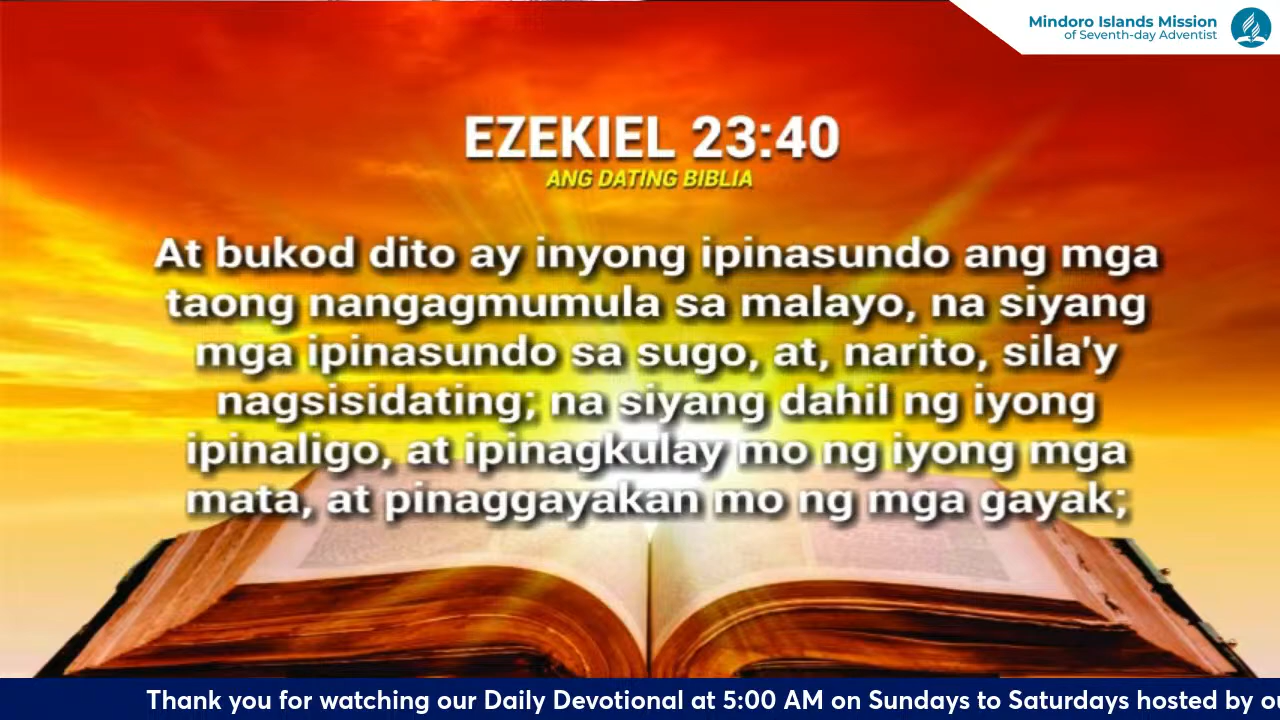 Mindoro Islands Mission
of Seventh-day Adventist
EZEKIEL 23:40
ANG DATING BIBLIA
At bukod dito ay inyong ipinasundo ang mga
taong nangagmumula sa malayo, na siyang
mga ipinasundo sa sugo, at, narito, sila'y
nagsisidating; na siyang dahil ng iyong
ipinaligo, at ipinagkulay mo ng iyong mga
mata, at pinaggayakan mo ng mga gayak;
Thank you for watching our Daily Devotional at 5:00 AM on Sundays to Saturdays hosted by